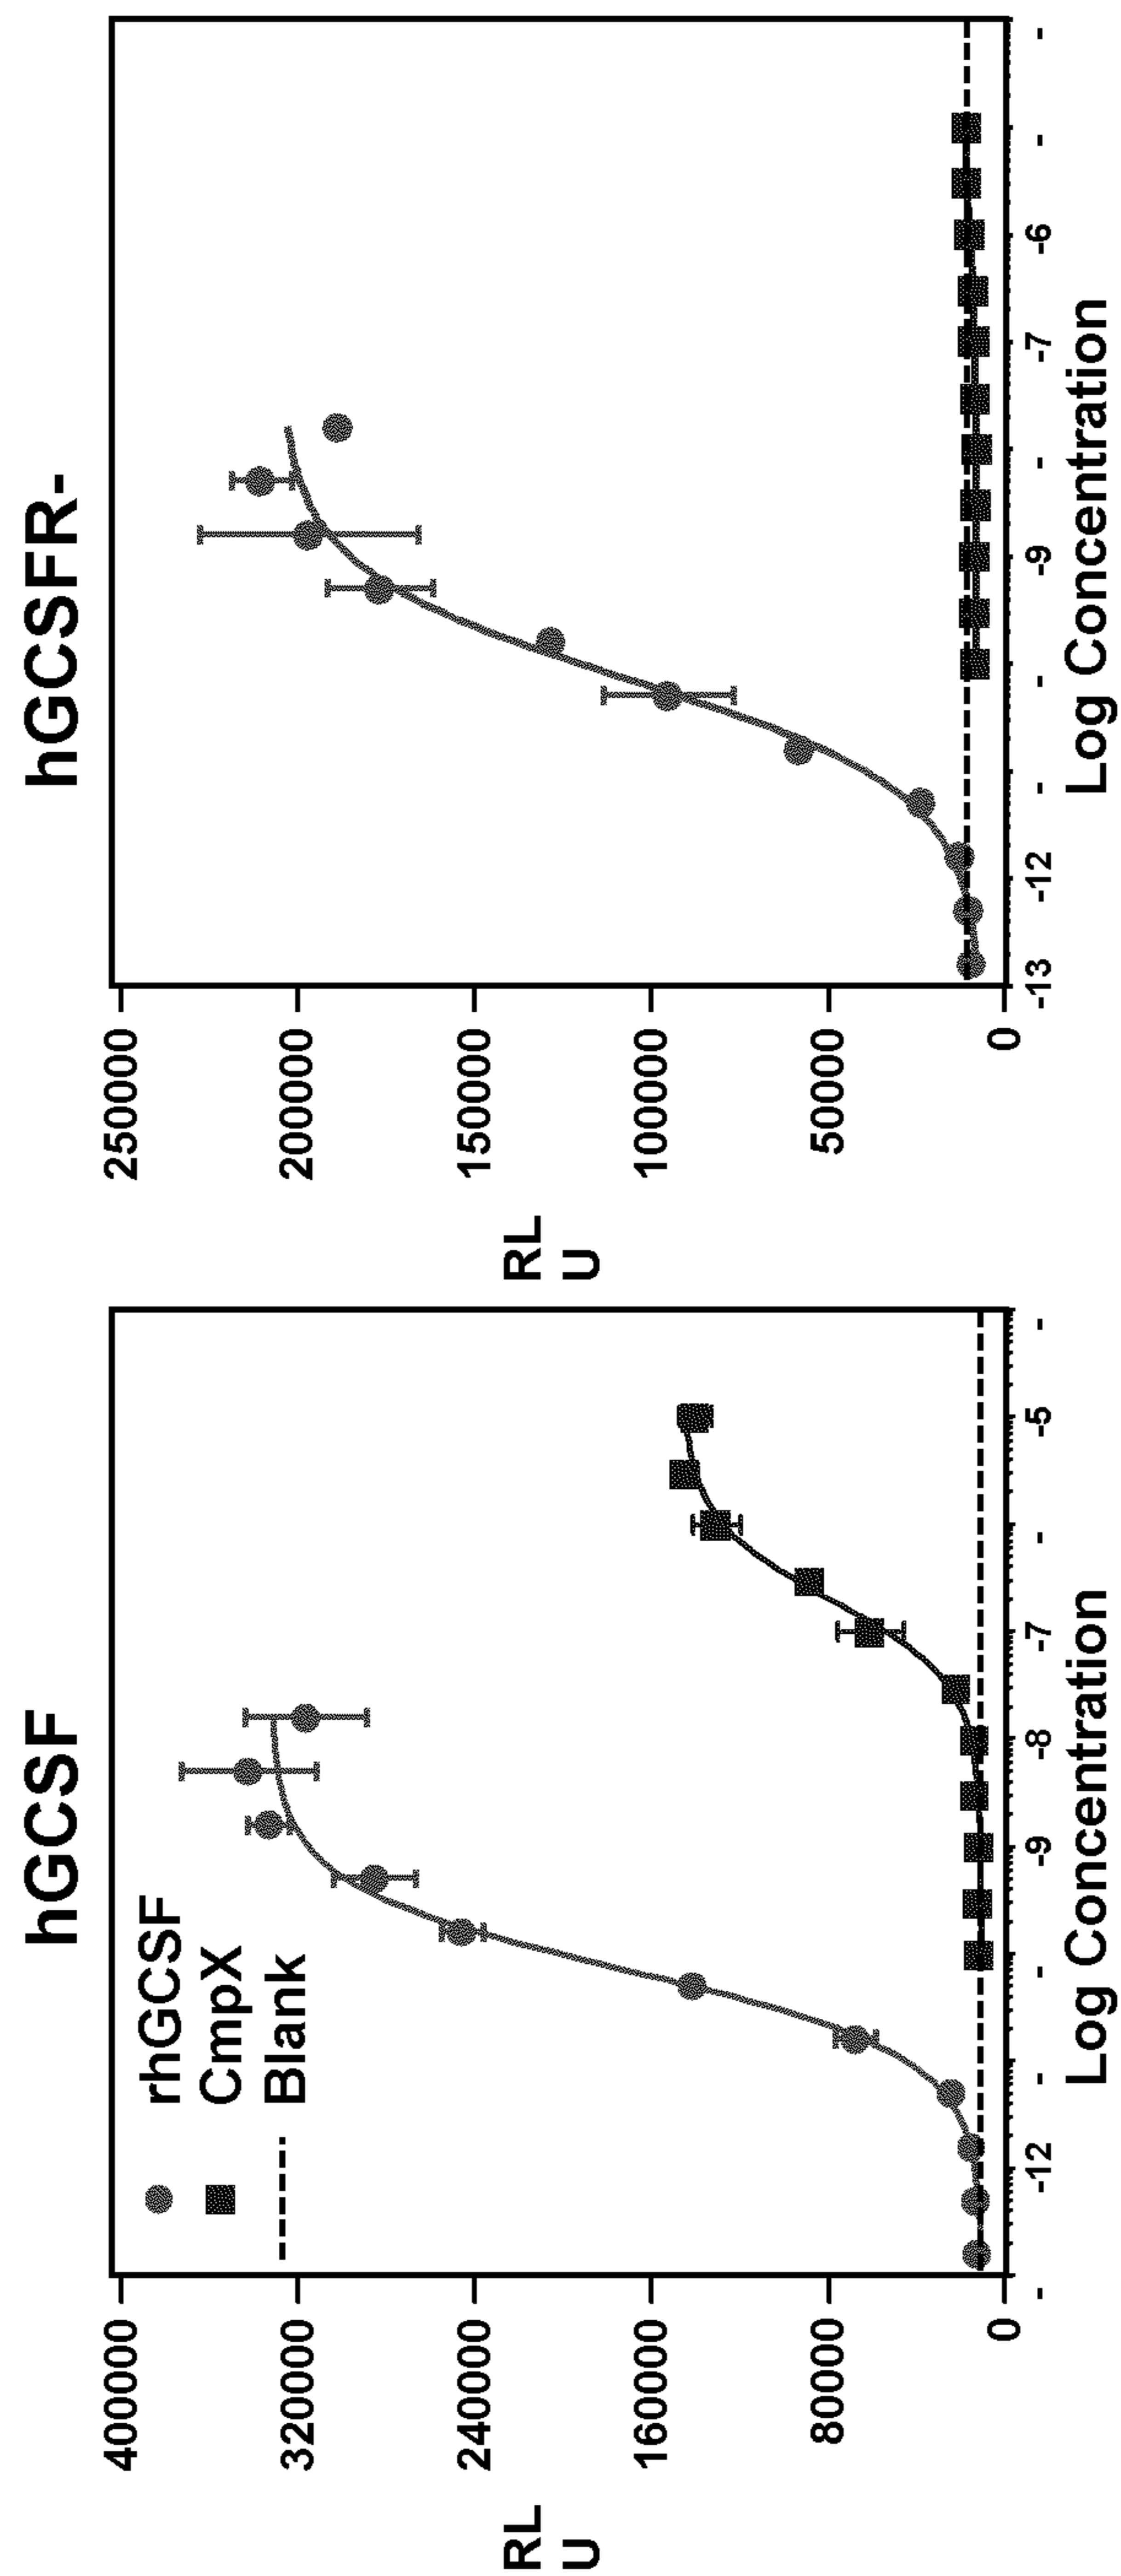 hGCSF
rhGCSF
CmpX
Blank
RL
U
400000
320000
240000
160000
80000
0
-
-12
-
-
-9
-8
-7
-
-5
-
Log Concentration
hGCSFR-
RL
U
250000
200000
150000
100000
50000
0
-13
-12
-
-
-9
-
-7
-6
-
-
Log Concentration